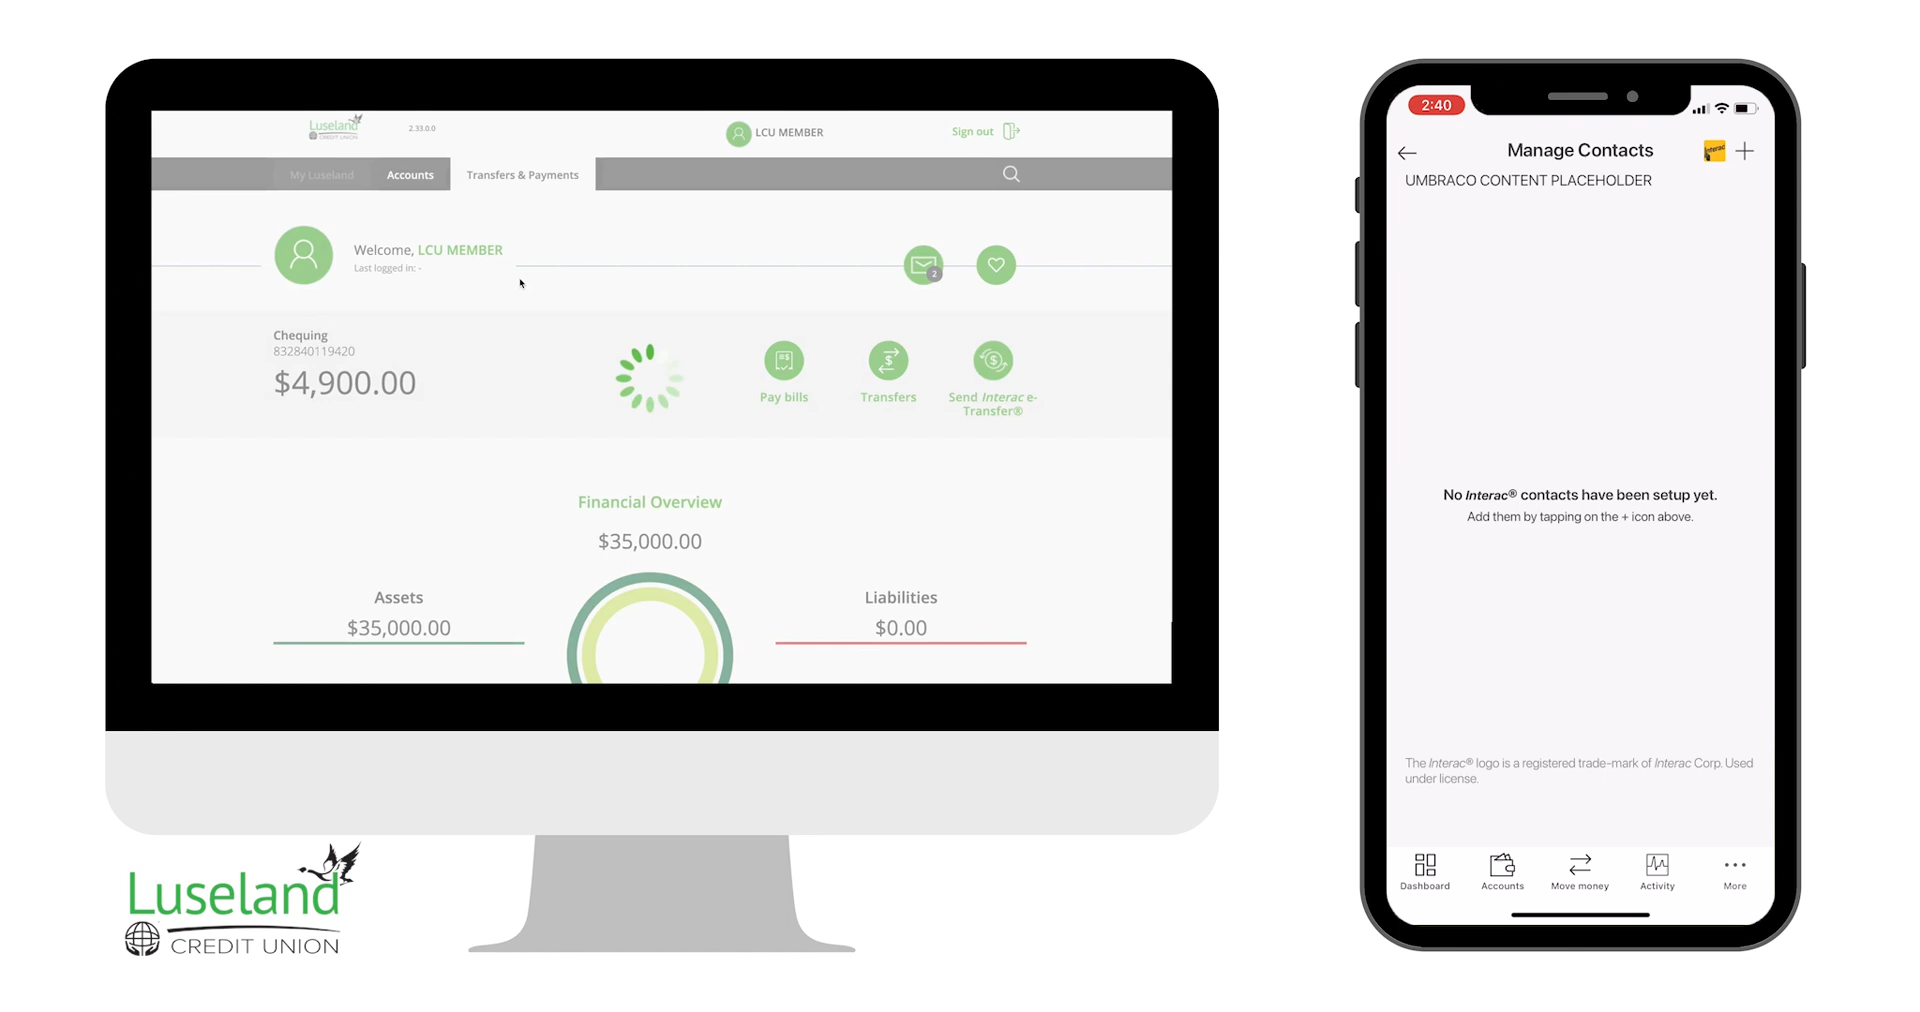 Luseland
CREDIT UNION
2.33.0.0
LCU MEMBER
Sign out
My Luseland
Accounts
Transfers & Payments
Welcome, LCU MEMBER
Last logged in: -
2
Chequing
832840119420
$4,900.00
Pay bills
Transfers
Send Interac e-
Transfer®
Financial Overview
$35,000.00
Assets
$35,000.00
Liabilities
$0.00
Luseland
CREDIT UNION
2:40
Manage Contacts
Interac
UMBRACO CONTENT PLACEHOLDER
No Interac® contacts have been setup yet.
Add them by tapping on the + icon above.
The Interac® logo is a registered trade-mark of Interac Corp. Used
under license.
Dashboard
Accounts
Move money
Activity
More